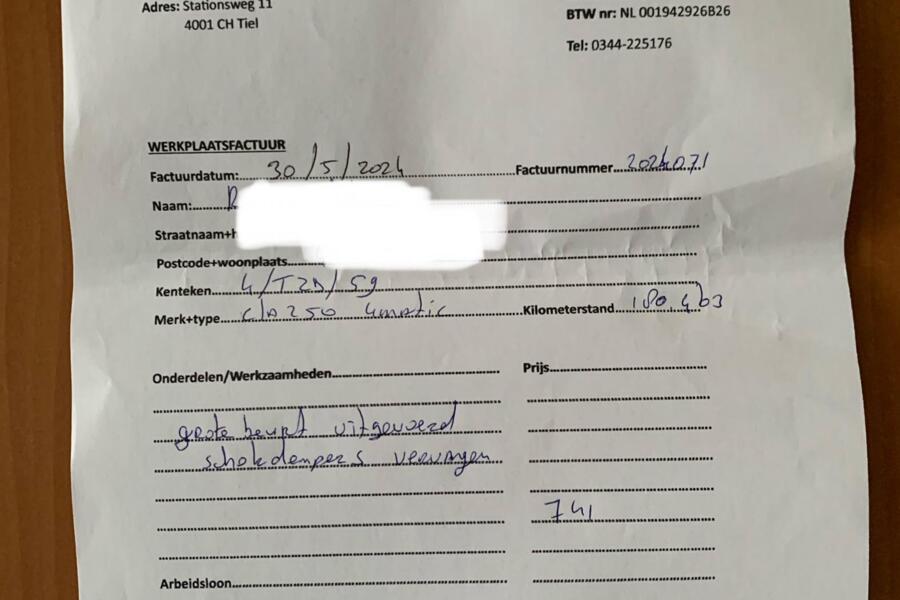 Adres: Stationsweg 11
4001 CH Tiel
BTW nr: NL 001942926B26
Tel: 0344-225176
WERKPLAATSFACTUUR
Factuurdatum: 30/5/2024 Factuurnummer 2024071
Naam:
Straatnaam+h
Postcode+woonplaats
Kenteken 4/TZD/59
Merk+type CLA 250 4matic Kilometerstand 180.463
Onderdelen/Werkzaamheden Prijs
grote beurt uitgevoerd
schokdempers vervangen
741
Arbeidsloon